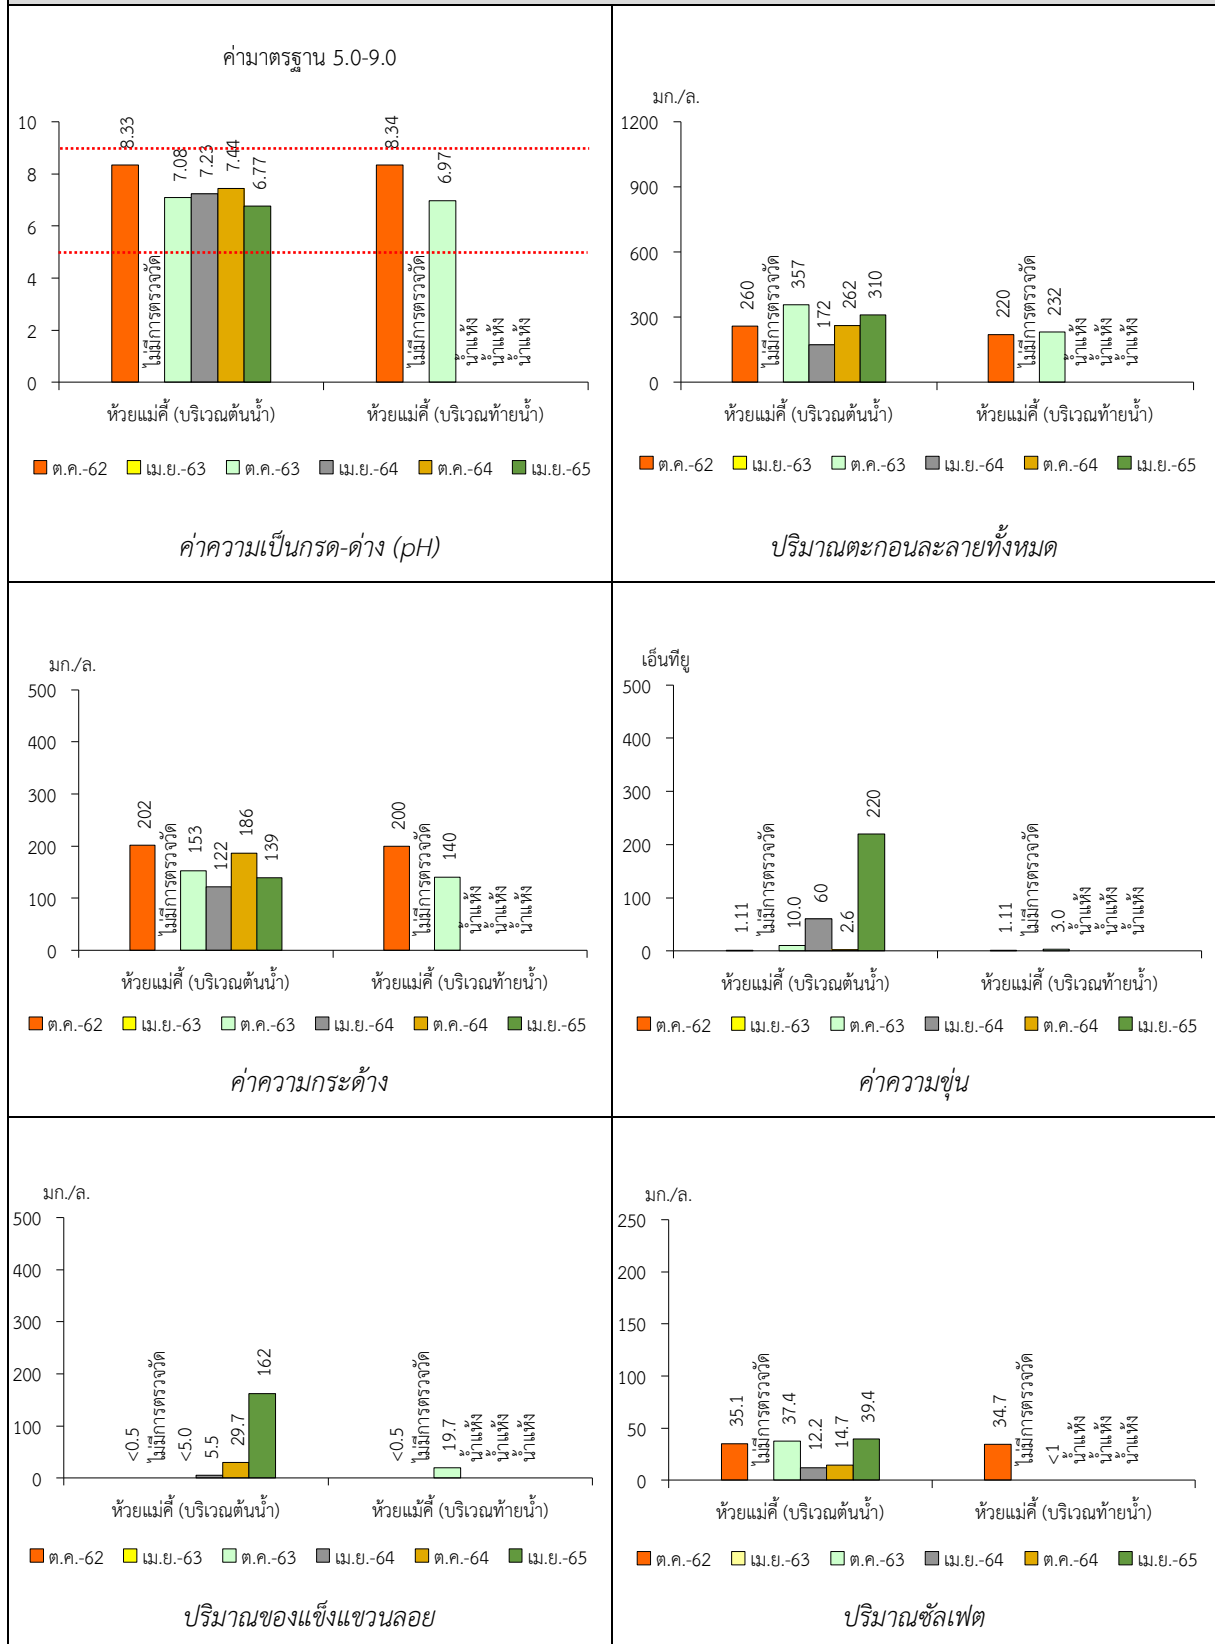 ค่ามาตรฐาน 5.0-9.0
10
8
6
4
2
0
8.33
ไม่มีการตรวจวัด
7.08
7.23
7.44
6.77
8.34
ไม่มีการตรวจวัด
6.97
น้ำแห้ง
น้ำแห้ง
น้ำแห้ง
ห้วยแม่คี้ (บริเวณต้นน้ำ)
ห้วยแม่คี้ (บริเวณท้ายน้ำ)
ต.ค.-62 เม.ย.-63 ต.ค.-63 เม.ย.-64 ต.ค.-64 เม.ย.-65
ค่าความเป็นกรด-ด่าง (pH)
มก./ล.
1200
900
600
300
0
260
ไม่มีการตรวจวัด
357
172
262
310
220
ไม่มีการตรวจวัด
232
น้ำแห้ง
น้ำแห้ง
น้ำแห้ง
ห้วยแม่คี้ (บริเวณต้นน้ำ)
ห้วยแม่คี้ (บริเวณท้ายน้ำ)
ต.ค.-62 เม.ย.-63 ต.ค.-63 เม.ย.-64 ต.ค.-64 เม.ย.-65
ปริมาณตะกอนละลายทั้งหมด
มก./ล.
500
400
300
200
100
0
202
ไม่มีการตรวจวัด
153
122
186
139
200
ไม่มีการตรวจวัด
140
น้ำแห้ง
น้ำแห้ง
น้ำแห้ง
ห้วยแม่คี้ (บริเวณต้นน้ำ)
ห้วยแม่คี้ (บริเวณท้ายน้ำ)
ต.ค.-62 เม.ย.-63 ต.ค.-63 เม.ย.-64 ต.ค.-64 เม.ย.-65
ค่าความกระด้าง
เอ็นทียู
500
400
300
200
100
0
1.11
ไม่มีการตรวจวัด
10.0
60
2.6
220
1.11
ไม่มีการตรวจวัด
3.0
น้ำแห้ง
น้ำแห้ง
น้ำแห้ง
ห้วยแม่คี้ (บริเวณต้นน้ำ)
ห้วยแม่คี้ (บริเวณท้ายน้ำ)
ต.ค.-62 เม.ย.-63 ต.ค.-63 เม.ย.-64 ต.ค.-64 เม.ย.-65
ค่าความขุ่น
มก./ล.
500
400
300
200
100
0
<0.5
ไม่มีการตรวจวัด
<5.0
5.5
29.7
162
<0.5
ไม่มีการตรวจวัด
19.7
น้ำแห้ง
น้ำแห้ง
น้ำแห้ง
ห้วยแม่คี้ (บริเวณต้นน้ำ)
ห้วยแม่คี้ (บริเวณท้ายน้ำ)
ต.ค.-62 เม.ย.-63 ต.ค.-63 เม.ย.-64 ต.ค.-64 เม.ย.-65
ปริมาณของแข็งแขวนลอย
มก./ล.
250
200
150
100
50
0
35.1
ไม่มีการตรวจวัด
37.4
12.2
14.7
39.4
34.7
ไม่มีการตรวจวัด
<1
น้ำแห้ง
น้ำแห้ง
น้ำแห้ง
ห้วยแม่คี้ (บริเวณต้นน้ำ)
ห้วยแม่คี้ (บริเวณท้ายน้ำ)
ต.ค.-62 เม.ย.-63 ต.ค.-63 เม.ย.-64 ต.ค.-64 เม.ย.-65
ปริมาณซัลเฟต